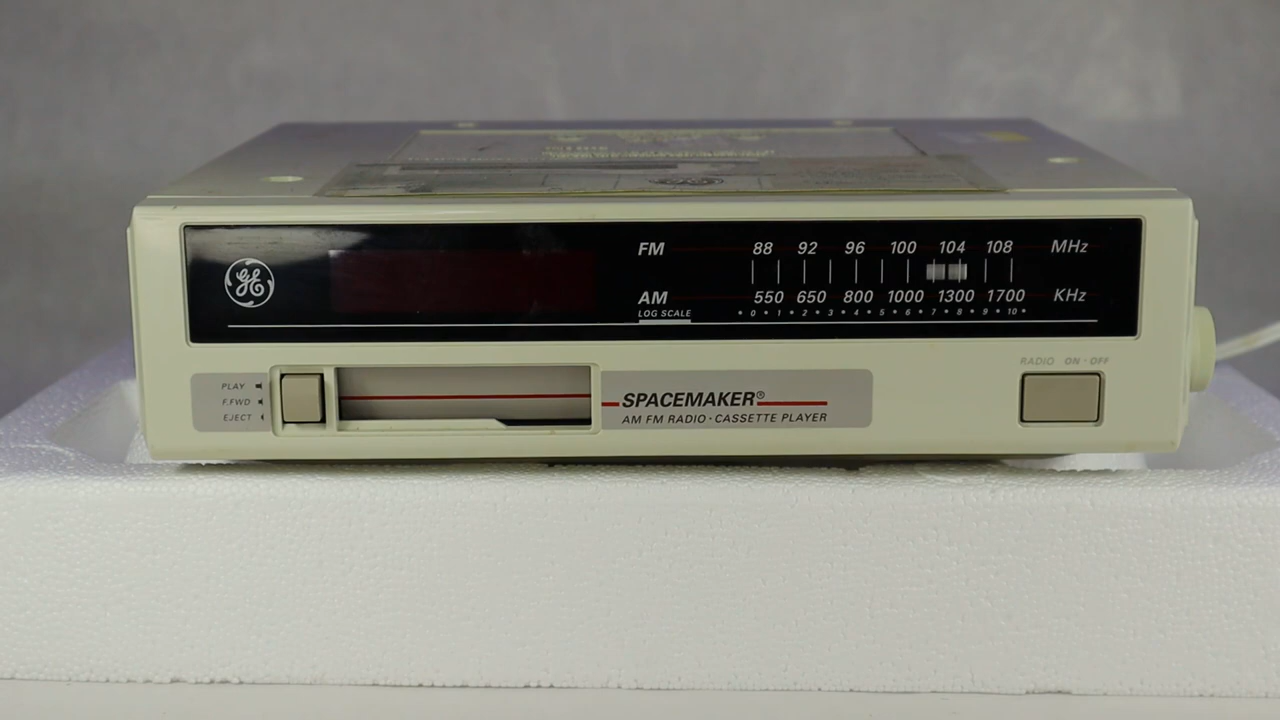 GE
FM 88 92 96 100 104 108 MHz
AM 550 650 800 1000 1300 1700 KHz
LOG SCALE • 0 • 1 • 2 • 3 • 4 • 5 • 6 • 7 • 8 • 9 • 10 •
RADIO ON • OFF
PLAY
F.FWD
EJECT
SPACEMAKER®
AM FM RADIO • CASSETTE PLAYER